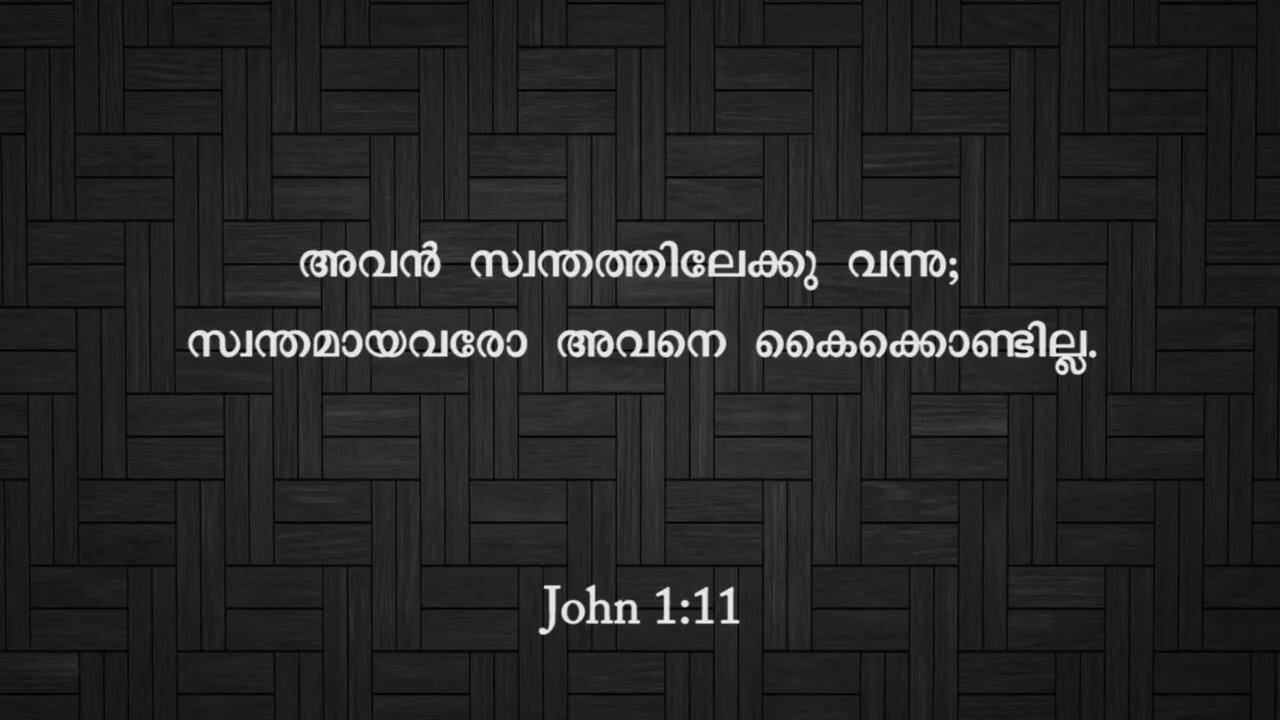 അവൻ സ്വന്തത്തിലേക്കു വന്നു;
സ്വന്തമായവരോ അവനെ കൈക്കൊണ്ടില്ല.
John 1:11